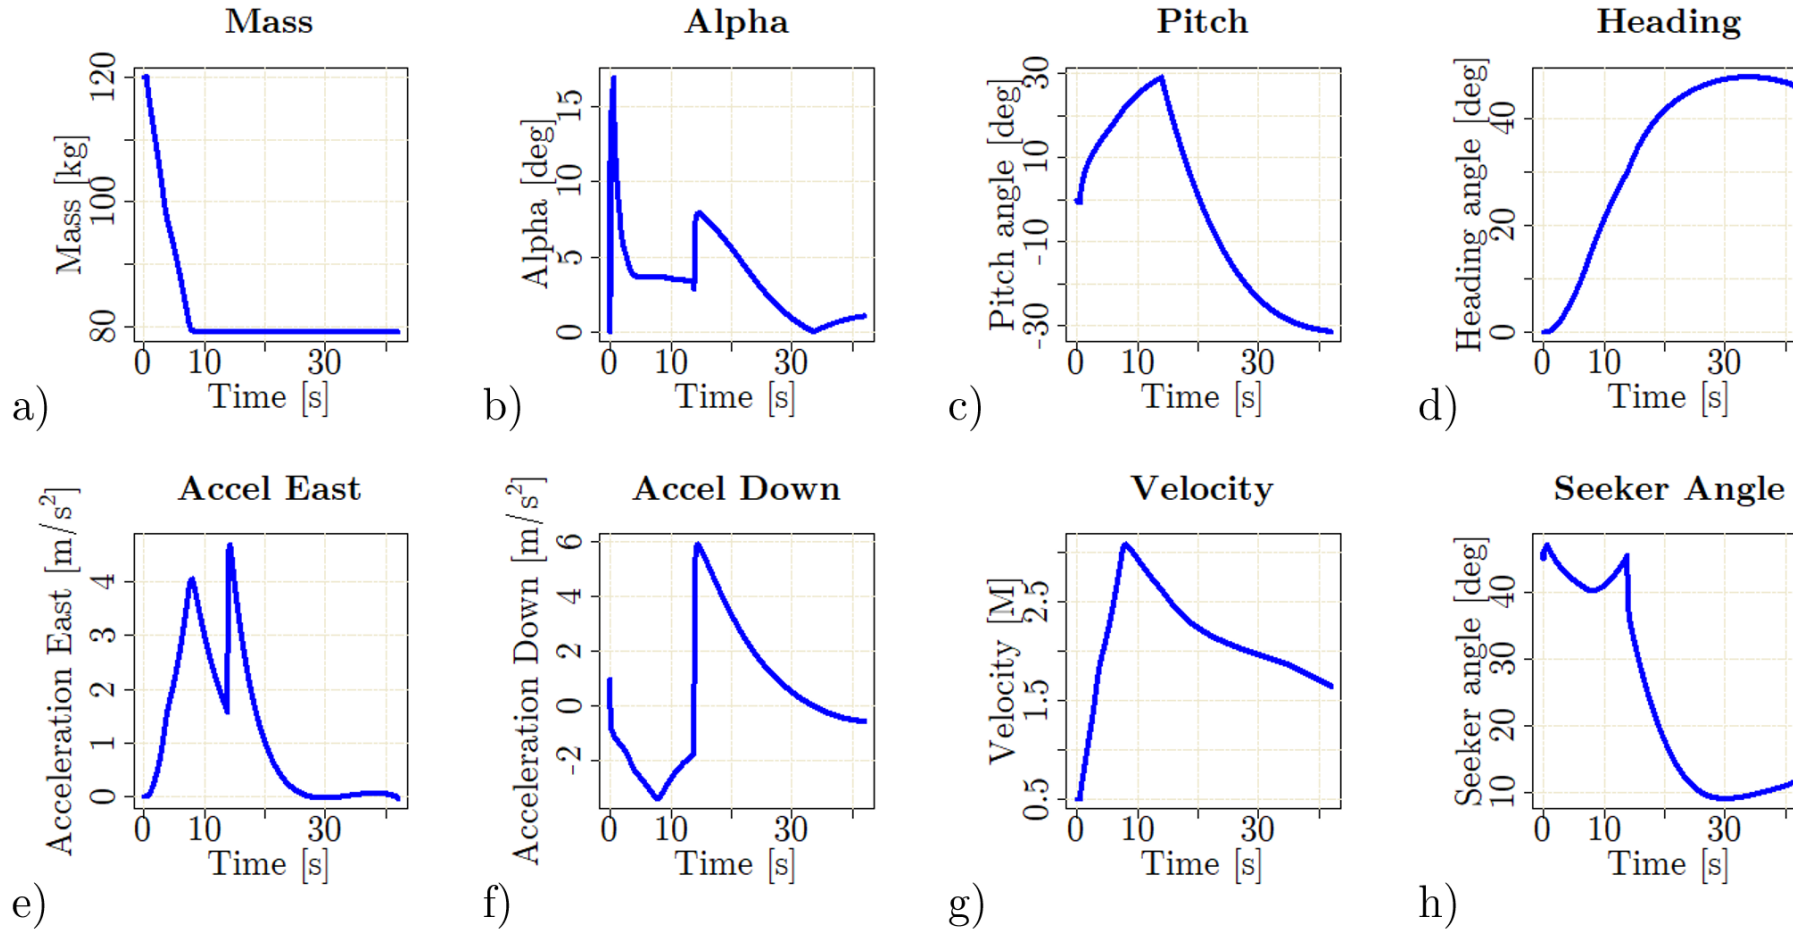 Mass
Alpha
Pitch
Heading
Mass [kg]
80 100 120
0 10 30
Time [s]
a)
Alpha [deg]
0 5 10 15
0 10 30
Time [s]
b)
Pitch angle [deg]
-30 -10 10 30
0 10 30
Time [s]
c)
Heading angle [deg]
0 20 40
0 10 30
Time [s]
d)
Accel East
Accel Down
Velocity
Seeker Angle
Acceleration East [m/s²]
0 1 2 3 4
0 10 30
Time [s]
e)
Acceleration Down [m/s²]
-2 0 2 4 6
0 10 30
Time [s]
f)
Velocity [M]
0.5 1.5 2.5
0 10 30
Time [s]
g)
Seeker angle [deg]
10 20 30 40
0 10 30
Time [s]
h)